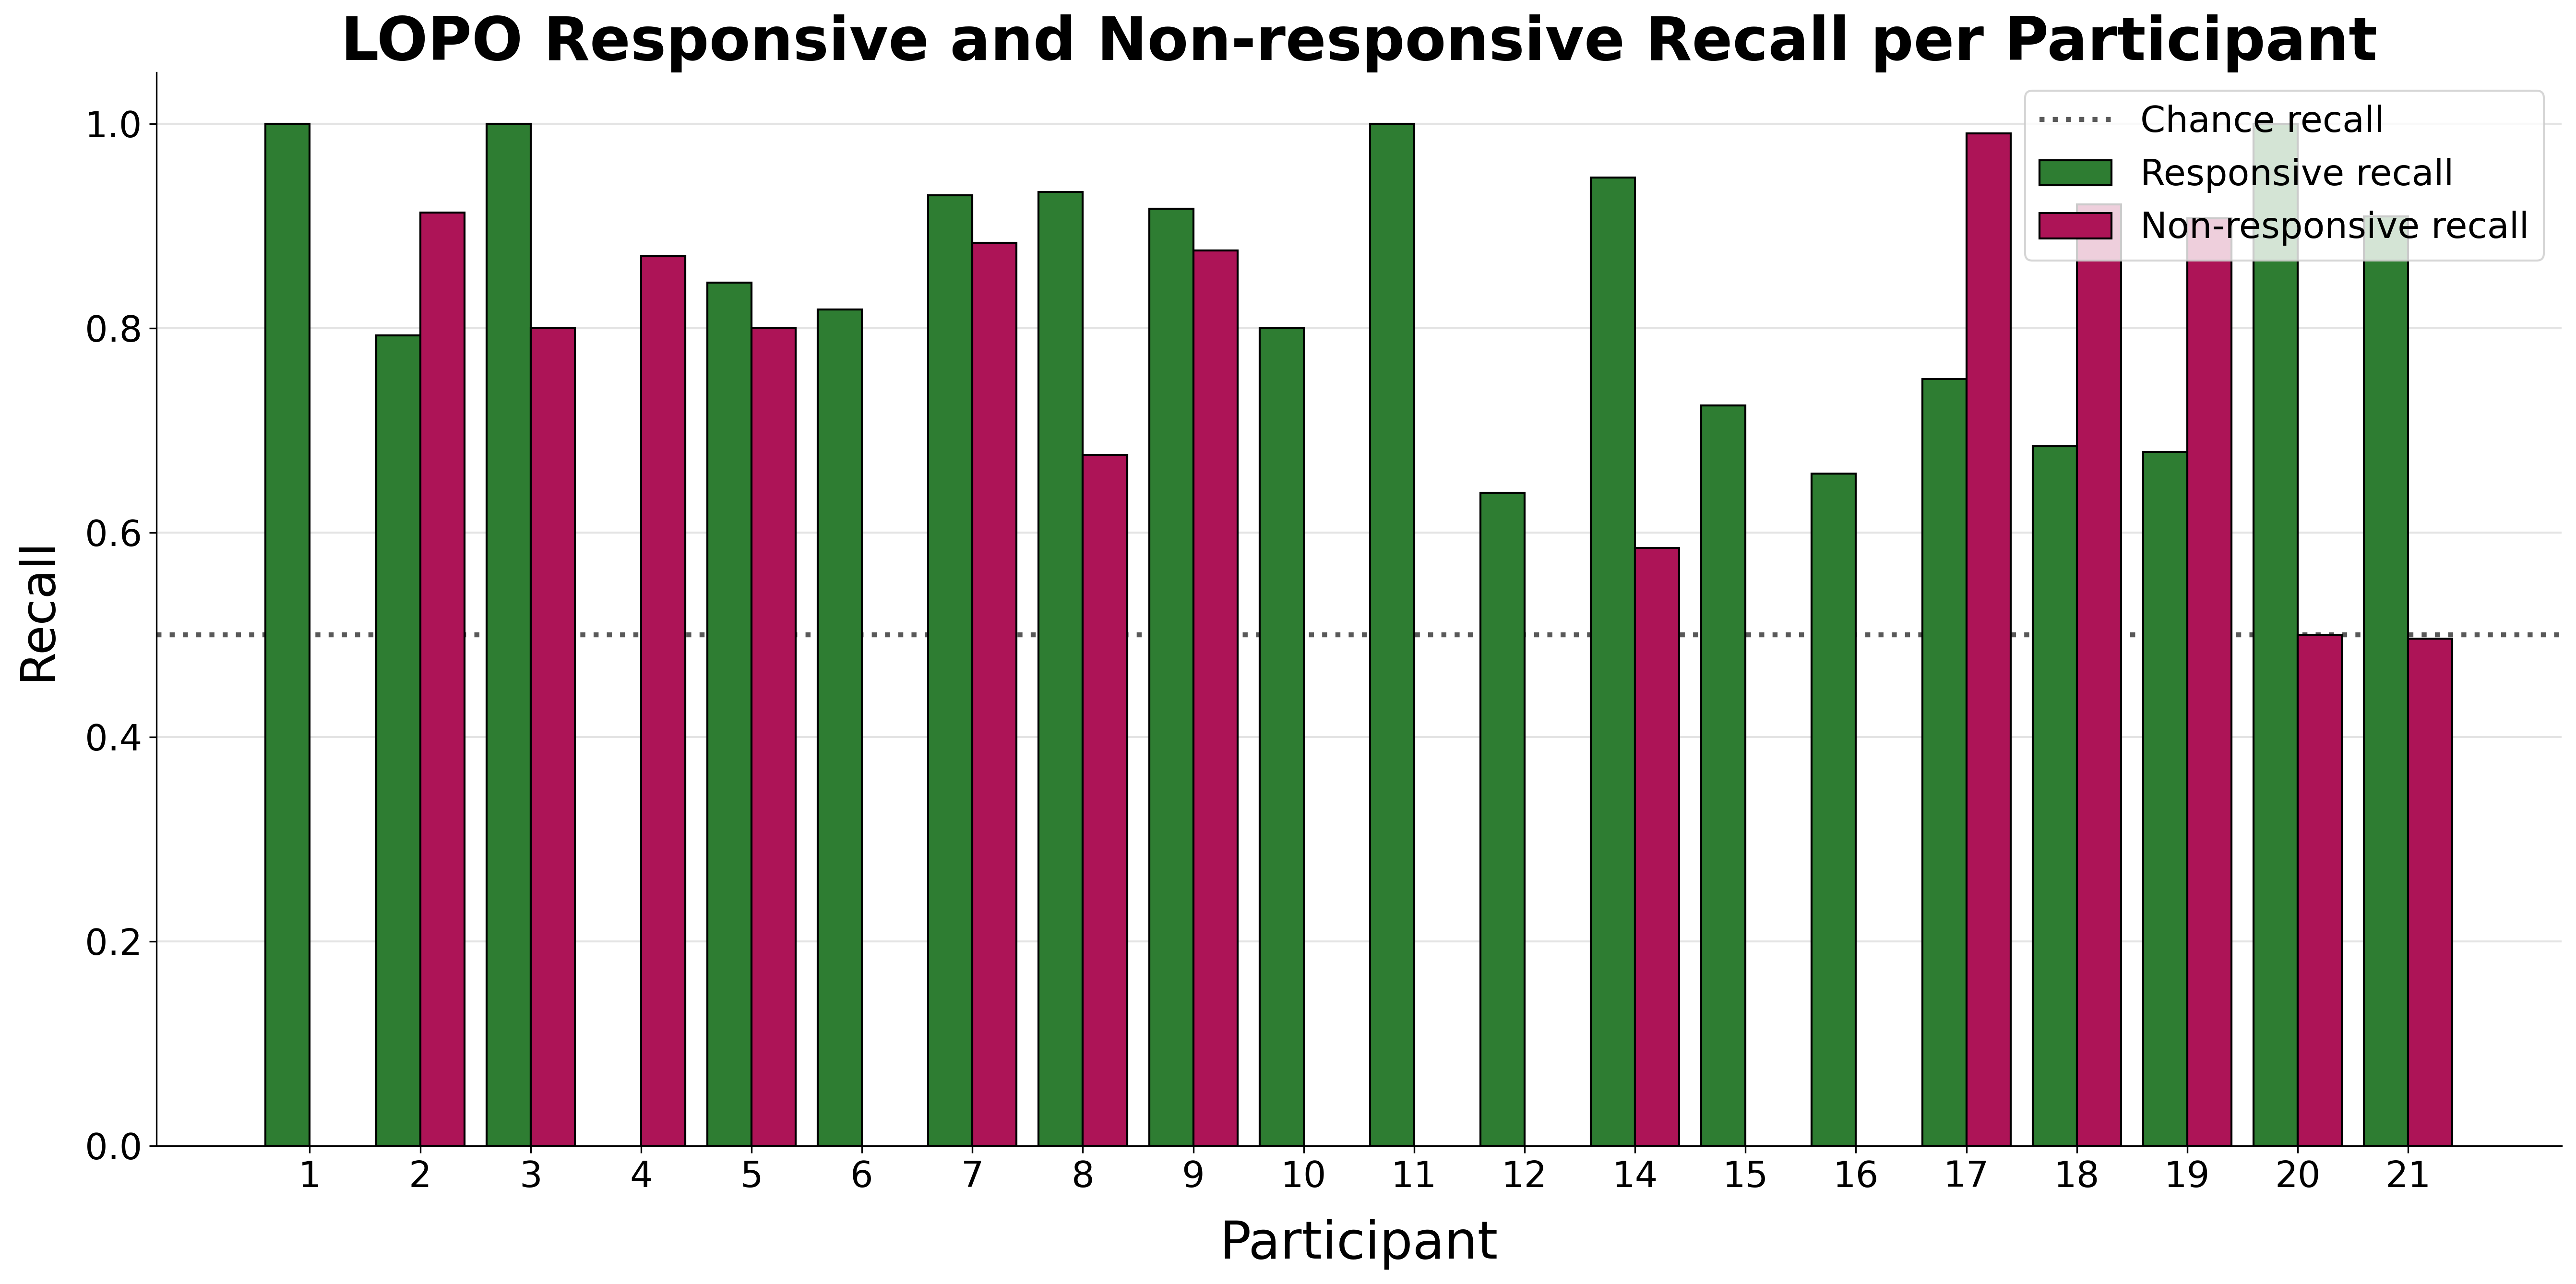 LOPO Responsive and Non-responsive Recall per Participant
Chance recall
Responsive recall
Non-responsive recall
Recall
1.0
0.8
0.6
0.4
0.2
0.0
1 2 3 4 5 6 7 8 9 10 11 12 14 15 16 17 18 19 20 21
Participant